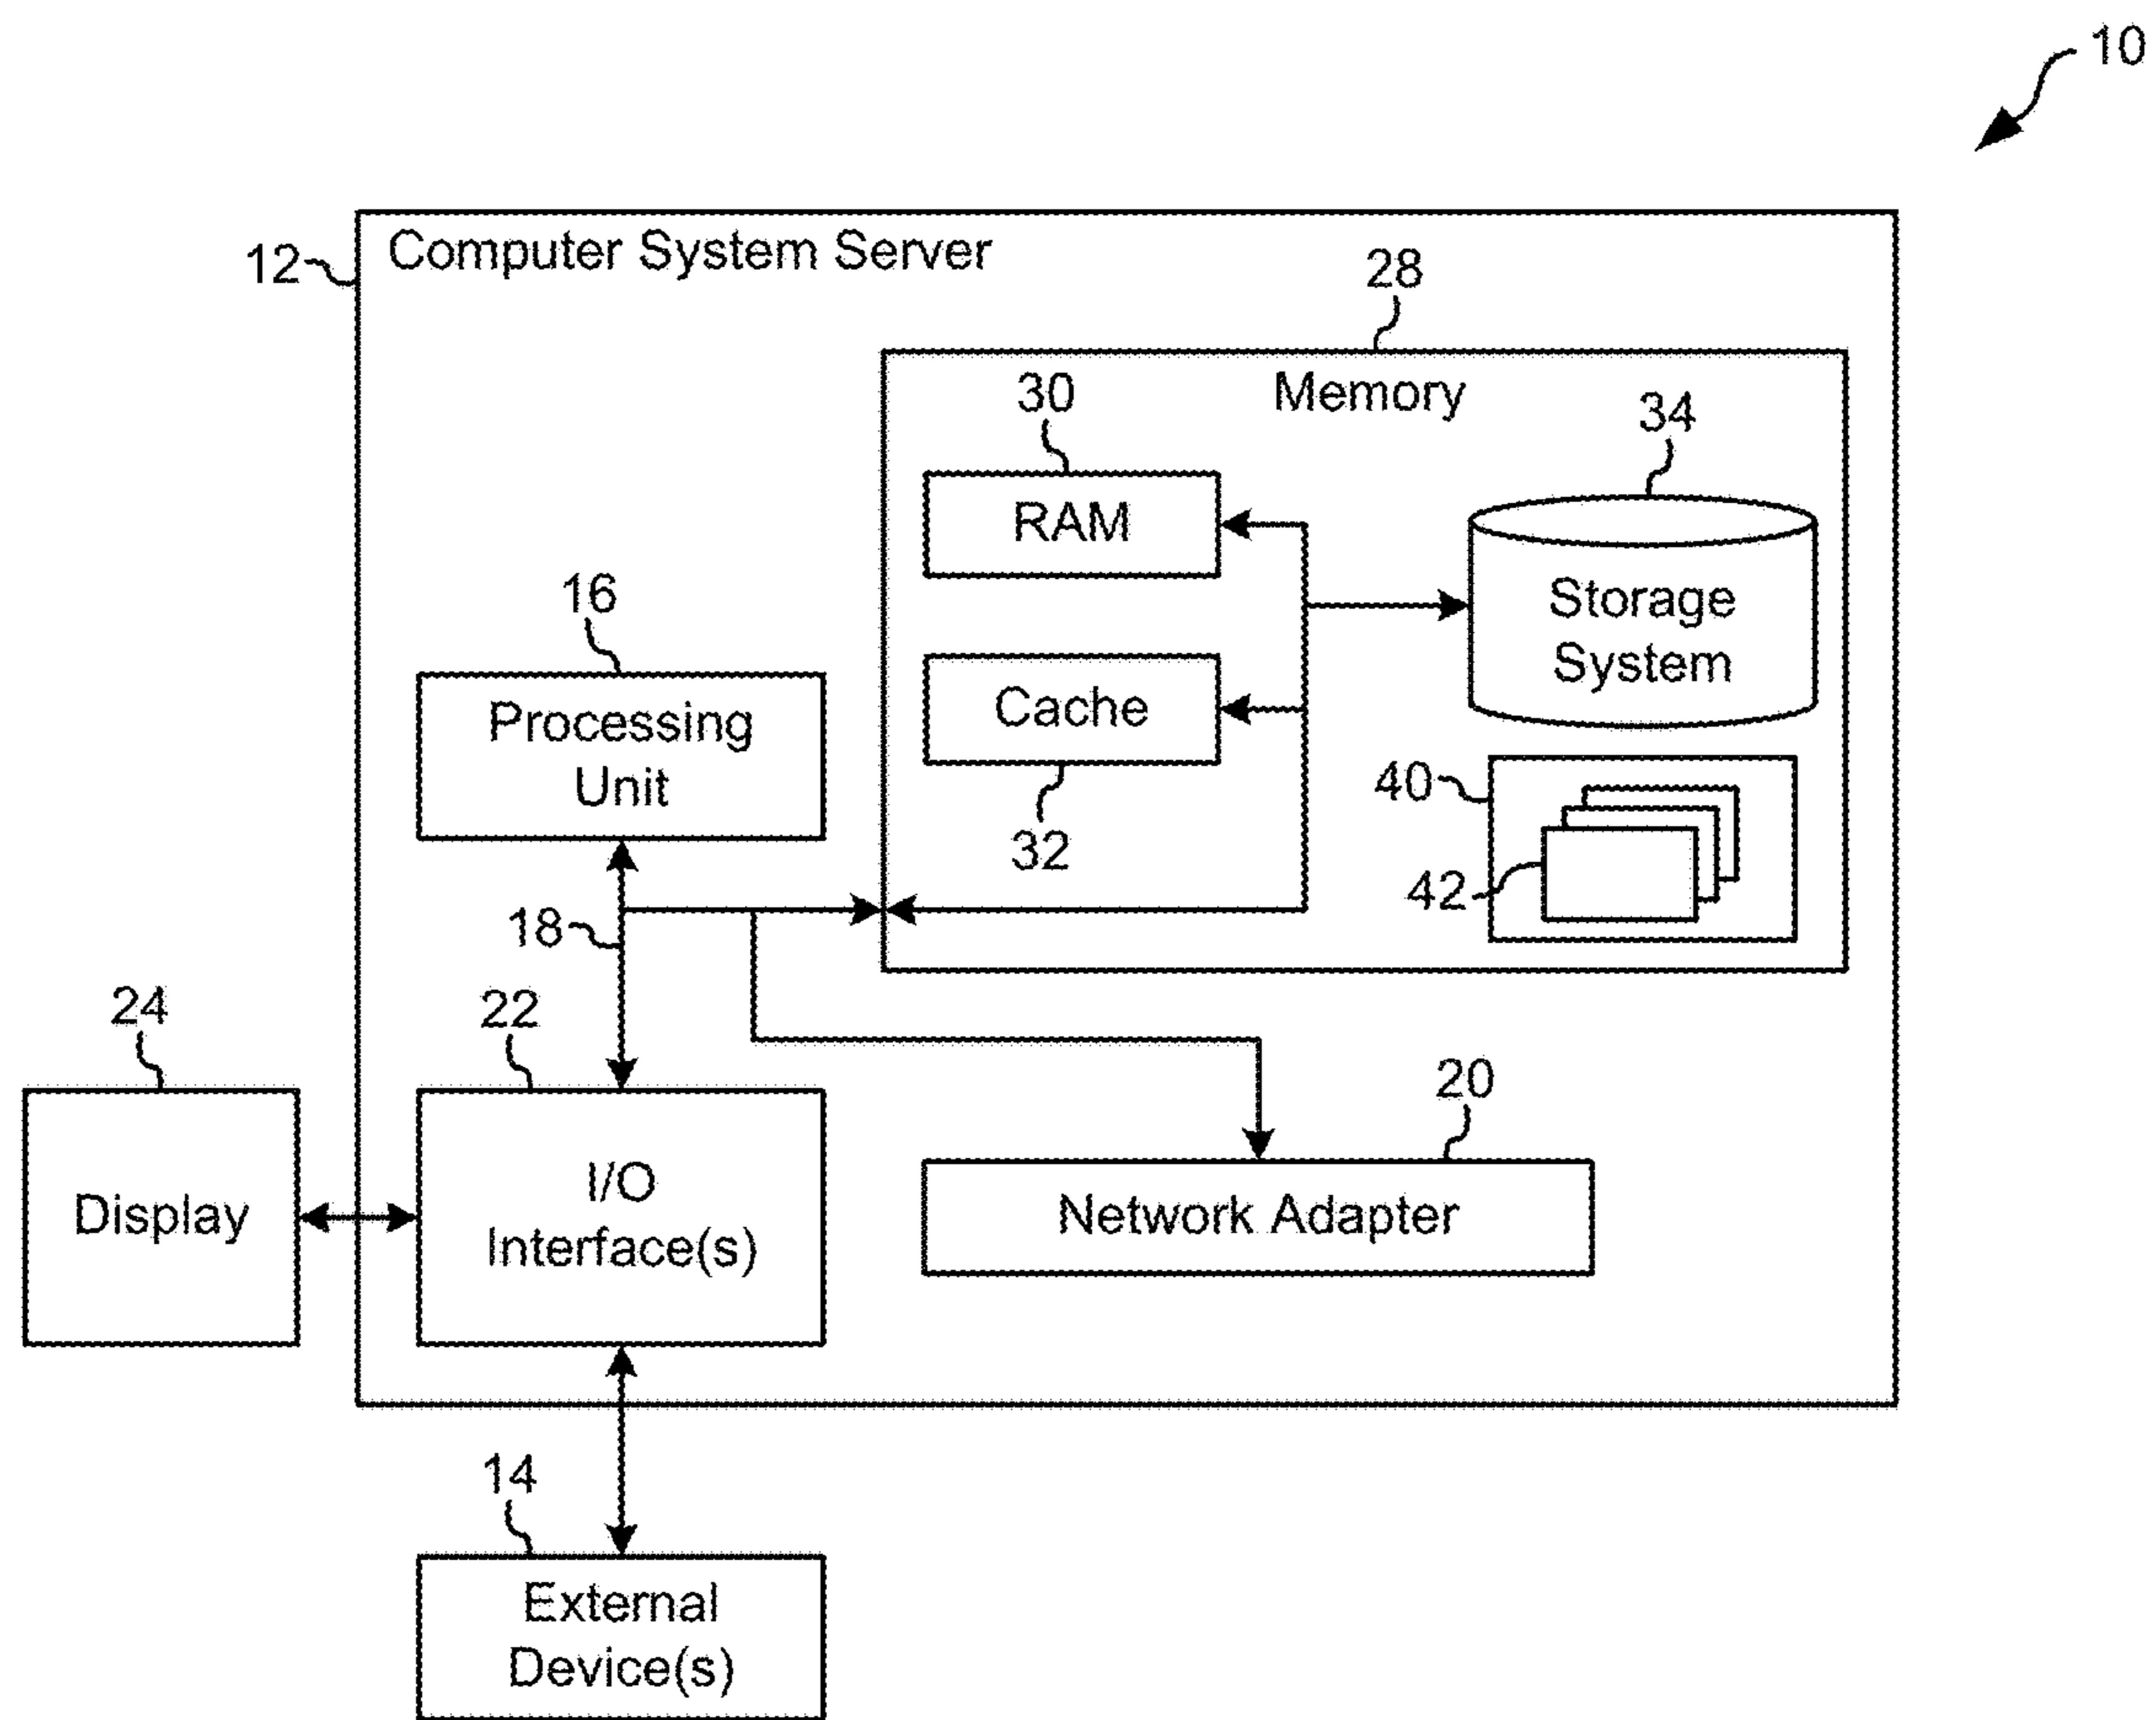 10
12
Computer System Server
28
Memory
30
34
RAM
Storage
System
16
Processing
Unit
Cache
32
40
42
18
24
22
20
Display
I/O
Interface(s)
Network Adapter
14
External
Device(s)